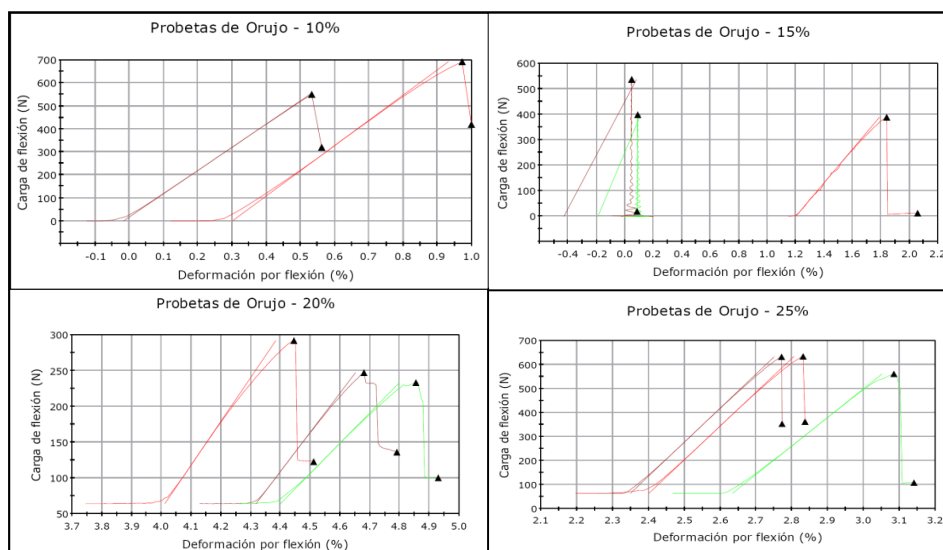 Probetas de Orujo - 10%
Carga de flexión (N)
700
600
500
400
300
200
100
0
-0.1 0.0 0.1 0.2 0.3 0.4 0.5 0.6 0.7 0.8 0.9 1.0
Deformación por flexión (%)
Probetas de Orujo - 15%
Carga de flexión (N)
600
500
400
300
200
100
0
-0.4 -0.2 0.0 0.2 0.4 0.6 0.8 1.0 1.2 1.4 1.6 1.8 2.0 2.2
Deformación por flexión (%)
Probetas de Orujo - 20%
Carga de flexión (N)
300
250
200
150
100
50
3.7 3.8 3.9 4.0 4.1 4.2 4.3 4.4 4.5 4.6 4.7 4.8 4.9 5.0
Deformación por flexión (%)
Probetas de Orujo - 25%
Carga de flexión (N)
700
600
500
400
300
200
100
0
2.1 2.2 2.3 2.4 2.5 2.6 2.7 2.8 2.9 3.0 3.1 3.2
Deformación por flexión (%)